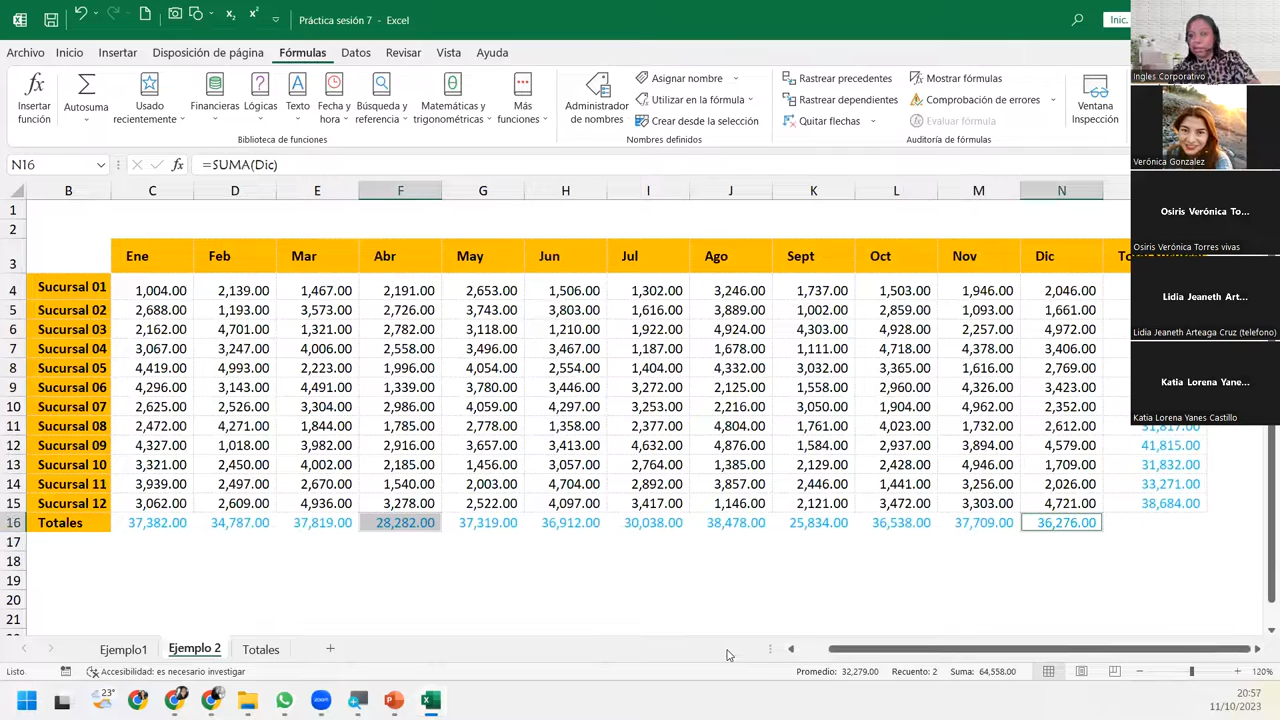 Práctica sesión 7 - Excel
Inic.
Archivo Inicio Insertar Disposición de página Fórmulas Datos Revisar Vista Ayuda
Insertar función
Autosuma
Usado recientemente
Financieras
Lógicas
Texto
Fecha y hora
Búsqueda y referencia
Matemáticas y trigonométricas
Más funciones
Biblioteca de funciones
Administrador de nombres
Asignar nombre
Utilizar en la fórmula
Crear desde la selección
Nombres definidos
Rastrear precedentes
Rastrear dependientes
Quitar flechas
Mostrar fórmulas
Comprobación de errores
Evaluar fórmula
Auditoría de fórmulas
Ventana Inspección
N16 fx =SUMA(Dic)
B C D E F G H I J K L M N
1
2
3 Ene Feb Mar Abr May Jun Jul Ago Sept Oct Nov Dic
4 Sucursal 01 1,004.00 2,139.00 1,467.00 2,191.00 2,653.00 1,506.00 1,302.00 3,246.00 1,737.00 1,503.00 1,946.00 2,046.00
5 Sucursal 02 2,688.00 1,193.00 3,573.00 2,726.00 3,743.00 3,803.00 1,616.00 3,889.00 1,002.00 2,859.00 1,093.00 1,661.00
6 Sucursal 03 2,162.00 4,701.00 1,321.00 2,782.00 3,118.00 1,210.00 1,922.00 4,924.00 4,303.00 4,928.00 2,257.00 4,972.00
7 Sucursal 04 3,067.00 3,247.00 4,006.00 2,558.00 3,496.00 3,467.00 1,187.00 1,678.00 1,111.00 4,718.00 4,378.00 3,406.00
8 Sucursal 05 4,419.00 4,993.00 2,223.00 1,996.00 4,054.00 2,554.00 1,404.00 4,332.00 3,032.00 3,365.00 1,616.00 2,769.00
9 Sucursal 06 4,296.00 3,143.00 4,491.00 1,339.00 3,780.00 3,446.00 3,272.00 2,125.00 1,558.00 2,960.00 4,326.00 3,423.00
10 Sucursal 07 2,625.00 2,526.00 3,304.00 2,986.00 4,059.00 4,297.00 3,253.00 2,216.00 3,050.00 1,904.00 4,962.00 2,352.00
11 Sucursal 08 2,472.00 4,271.00 1,844.00 1,785.00 2,778.00 1,358.00 2,377.00 4,804.00 1,761.00 4,023.00 1,732.00 2,612.00 31,817.00
12 Sucursal 09 4,327.00 1,018.00 3,982.00 2,916.00 3,657.00 3,413.00 4,632.00 4,876.00 1,584.00 2,937.00 3,894.00 4,579.00 41,815.00
13 Sucursal 10 3,321.00 2,450.00 4,002.00 2,185.00 1,456.00 3,057.00 2,764.00 1,385.00 2,129.00 2,428.00 4,946.00 1,709.00 31,832.00
14 Sucursal 11 3,939.00 2,497.00 2,670.00 1,540.00 2,003.00 4,704.00 2,892.00 3,857.00 2,446.00 1,441.00 3,256.00 2,026.00 33,271.00
15 Sucursal 12 3,062.00 2,609.00 4,936.00 3,278.00 2,522.00 4,097.00 3,417.00 1,146.00 2,121.00 3,472.00 3,303.00 4,721.00 38,684.00
16 Totales 37,382.00 34,787.00 37,819.00 28,282.00 37,319.00 36,912.00 30,038.00 38,478.00 25,834.00 36,538.00 37,709.00 36,276.00
17
18
19
20
21
Ingles Corporativo
Verónica Gonzalez
Osiris Verónica To...
Osiris Verónica Torres vivas
Lidia Jeaneth Art...
Lidia Jeaneth Arteaga Cruz (telefono)
Katia Lorena Yane...
Katia Lorena Yanes Castillo
Ejemplo1 Ejemplo 2 Totales +
Listo Accesibilidad: es necesario investigar Promedio: 32,279.00 Recuento: 2 Suma: 64,558.00 120%
23°
zoom
20:57
11/10/2023